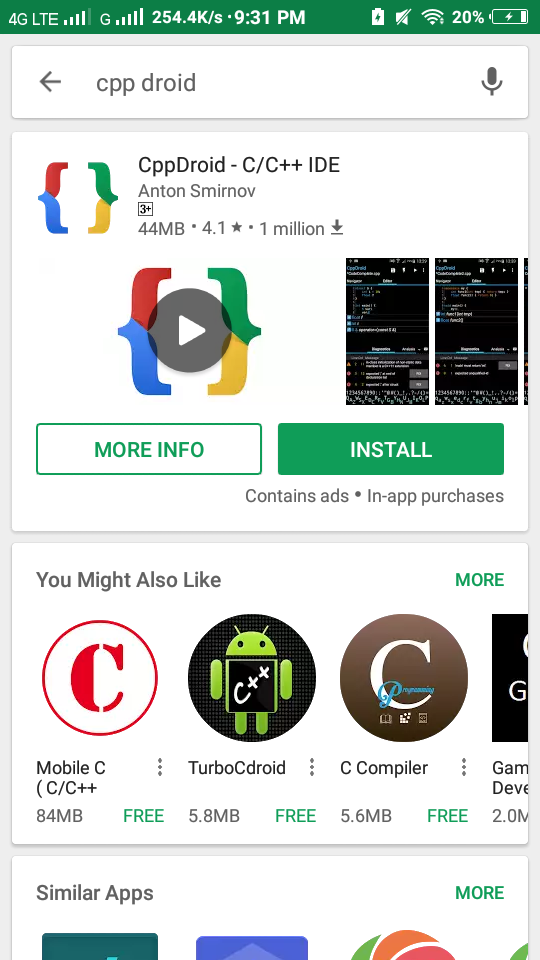 4G LTE G 254.4K/s · 9:31 PM 20%
cpp droid
CppDroid - C/C++ IDE
Anton Smirnov
3+
44MB • 4.1 ★ • 1 million
MORE INFO
INSTALL
Contains ads • In-app purchases
You Might Also Like
MORE
C
C++
C
Programming
G
Mobile C
( C/C++
TurboCdroid
C Compiler
Gam
Deve
84MB
FREE
5.8MB
FREE
5.6MB
FREE
2.0M
Similar Apps
MORE